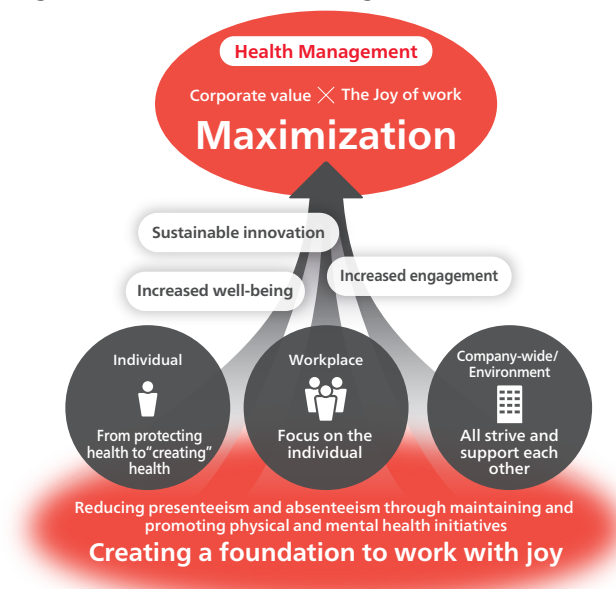 Health Management
Corporate value × The Joy of work
Maximization
Sustainable innovation
Increased well-being
Increased engagement
Individual
From protecting
health to“creating”
health
Workplace
Focus on the
individual
Company-wide/
Environment
All strive and
support each
other
Reducing presenteeism and absenteeism through maintaining and
promoting physical and mental health initiatives
Creating a foundation to work with joy